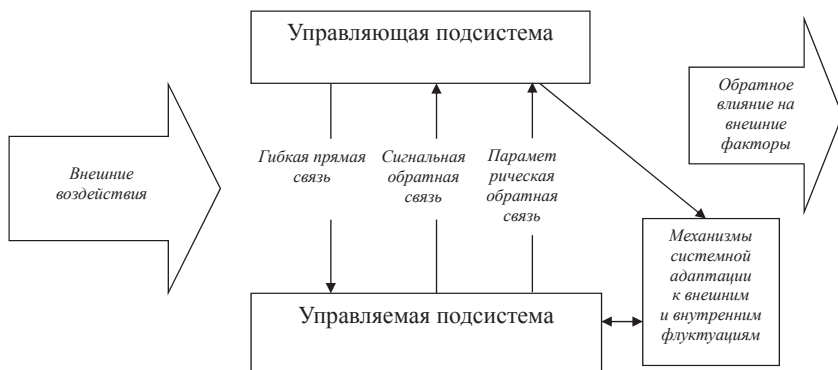 Управляющая подсистема
Обратное
влияние на
внешние
факторы
Внешние
воздействия
Гибкая прямая
связь
Сигнальная
обратная
связь
Парамет
рическая
обратная
связь
Механизмы
системной
адаптации
к внешним
и внутренним
флуктуациям
Управляемая подсистема